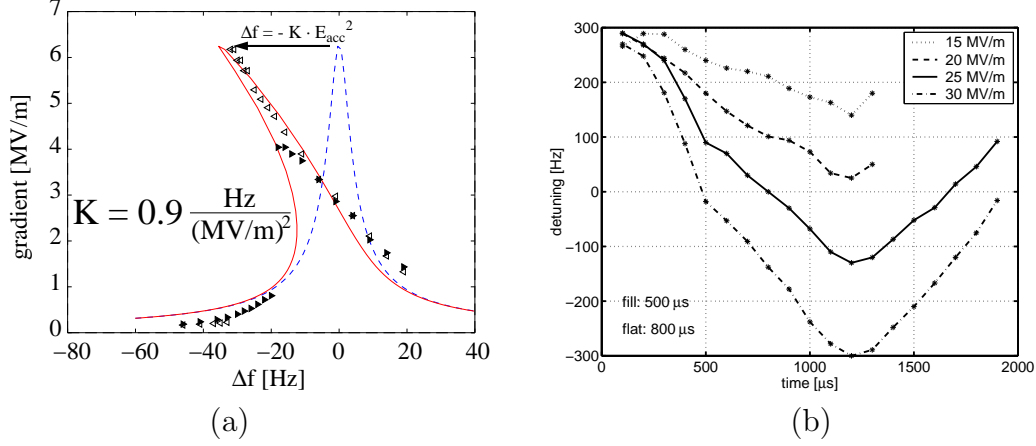 Δf = - K · E_acc^2
gradient [MV/m]
7
6
5
4
3
2
1
0
K = 0.9 Hz/(MV/m)^2
−80 −60 −40 −20 0 20 40
Δf [Hz]
(a)
15 MV/m
20 MV/m
25 MV/m
30 MV/m
detuning [Hz]
300
200
100
0
−100
−200
−300
fill: 500 μs
flat: 800 μs
0 500 1000 1500 2000
time [μs]
(b)